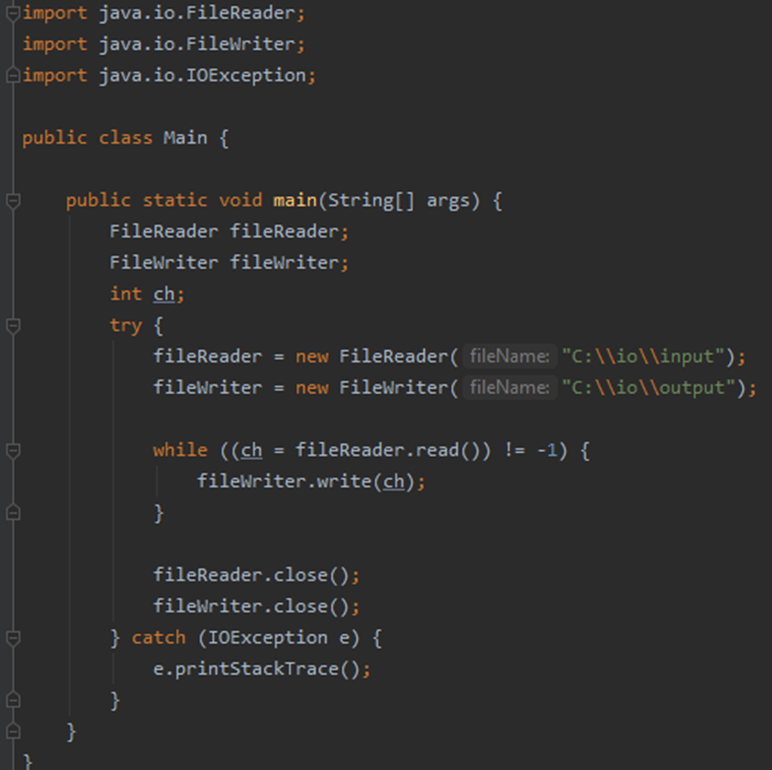 import java.io.FileReader;
import java.io.FileWriter;
import java.io.IOException;
public class Main {
public static void main(String[] args) {
FileReader fileReader;
FileWriter fileWriter;
int ch;
try {
fileReader = new FileReader( fileName: "C:\\io\\input");
fileWriter = new FileWriter( fileName: "C:\\io\\output");
while ((ch = fileReader.read()) != -1) {
fileWriter.write(ch);
}
fileReader.close();
fileWriter.close();
} catch (IOException e) {
e.printStackTrace();
}
}
}